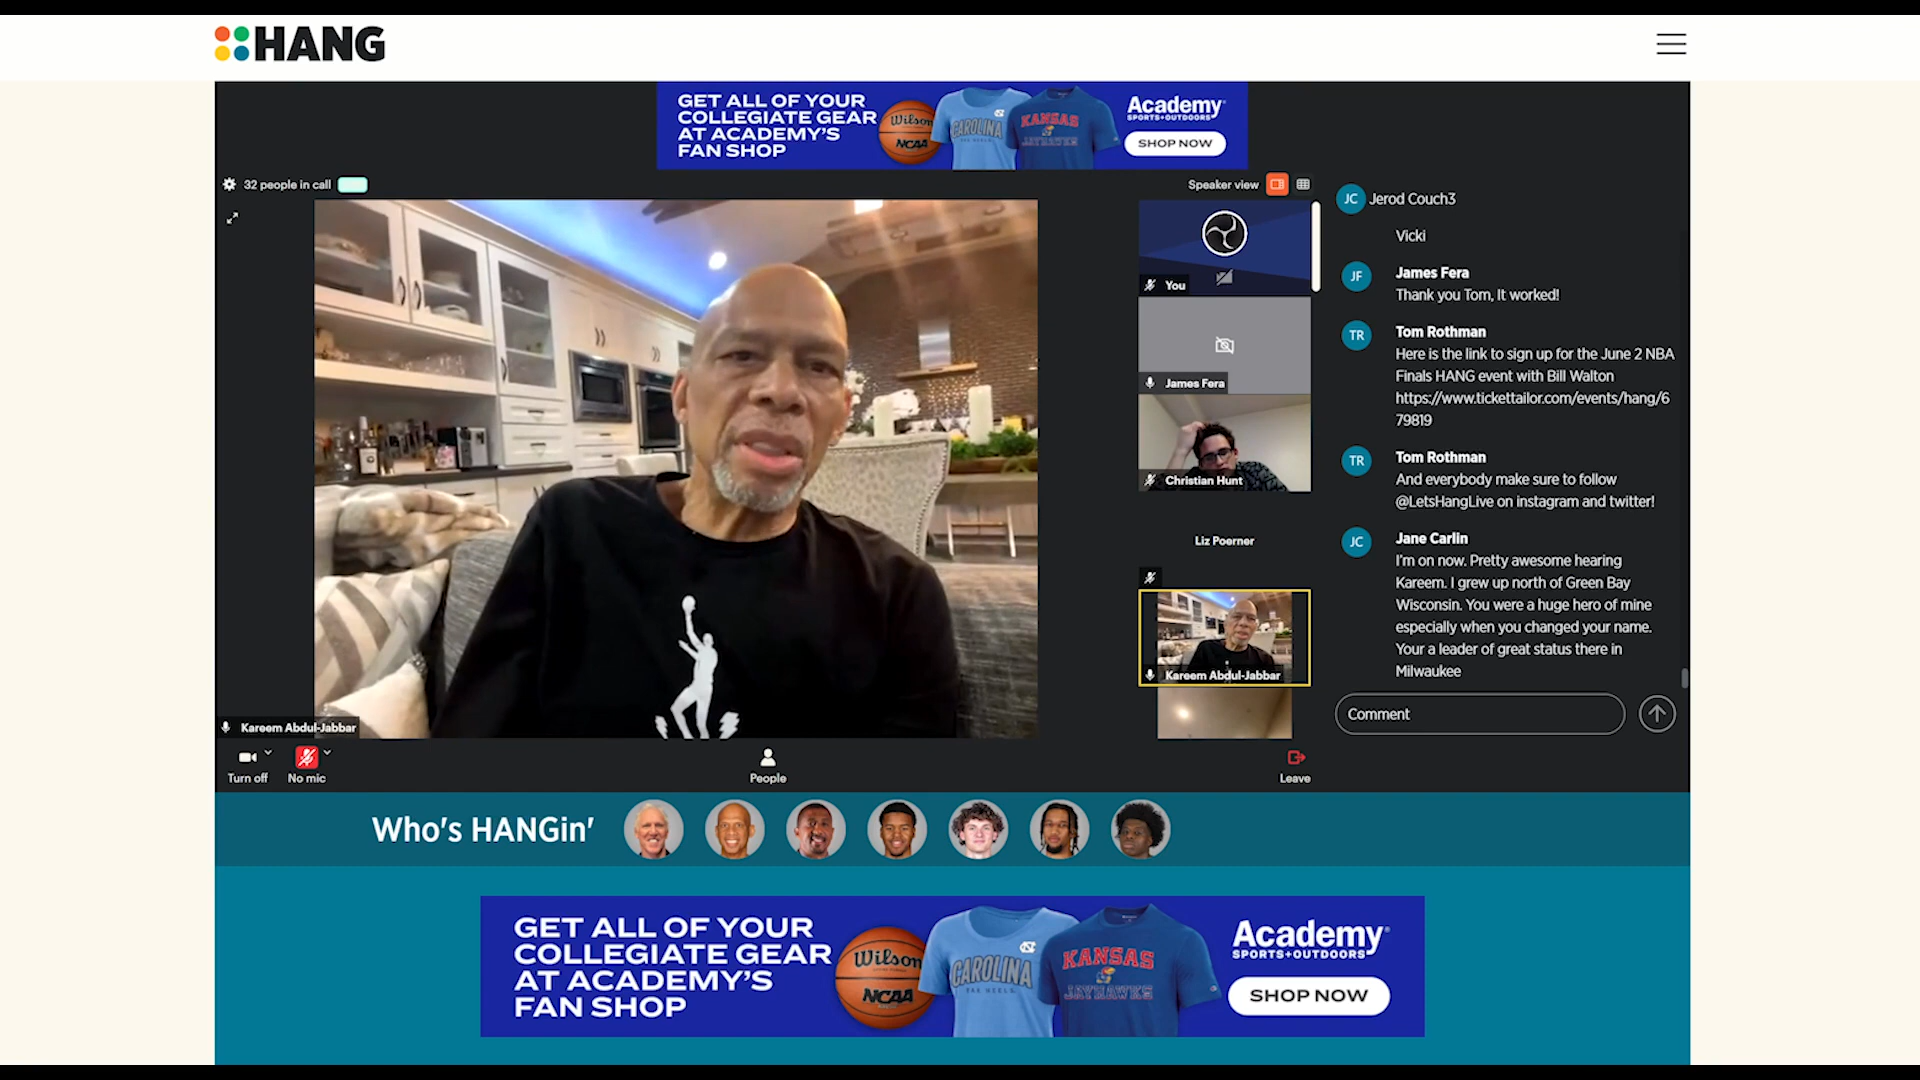 HANG
GET ALL OF YOUR
COLLEGIATE GEAR
AT ACADEMY'S
FAN SHOP
Wilson
NCAA
CAROLINA
TAR HEELS
KANSAS
JAYHAWKS
Academy
SPORTS+OUTDOORS
SHOP NOW
32 people in call
Speaker view
You
James Fera
Christian Hunt
Liz Poerner
Kareem Abdul-Jabbar
Kareem Abdul-Jabbar
JC Jerod Couch3
Vicki
JF James Fera
Thank you Tom, It worked!
TR Tom Rothman
Here is the link to sign up for the June 2 NBA
Finals HANG event with Bill Walton
https://www.tickettailor.com/events/hang/6
79819
TR Tom Rothman
And everybody make sure to follow
@LetsHangLive on instagram and twitter!
JC Jane Carlin
I'm on now. Pretty awesome hearing
Kareem. I grew up north of Green Bay
Wisconsin. You were a huge hero of mine
especially when you changed your name.
Your a leader of great status there in
Milwaukee
Comment
Turn off
No mic
People
Leave
Who's HANGin'
GET ALL OF YOUR
COLLEGIATE GEAR
AT ACADEMY'S
FAN SHOP
Wilson
NCAA
CAROLINA
TAR HEELS
KANSAS
JAYHAWKS
Academy
SPORTS+OUTDOORS
SHOP NOW